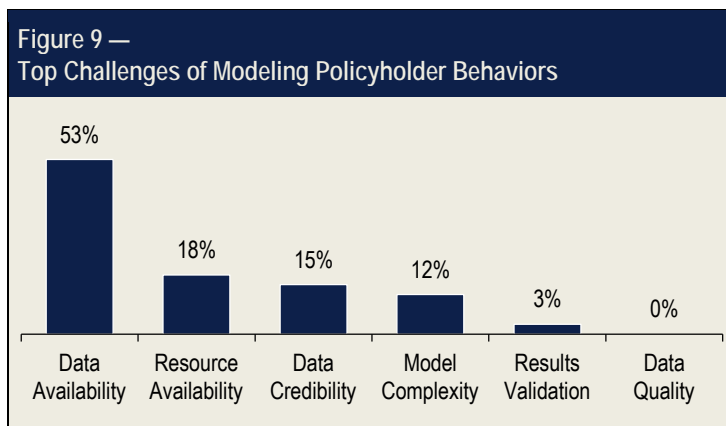 Figure 9 —
Top Challenges of Modeling Policyholder Behaviors
53%
18%
15%
12%
3%
0%
Data
Availability
Resource
Availability
Data
Credibility
Model
Complexity
Results
Validation
Data
Quality